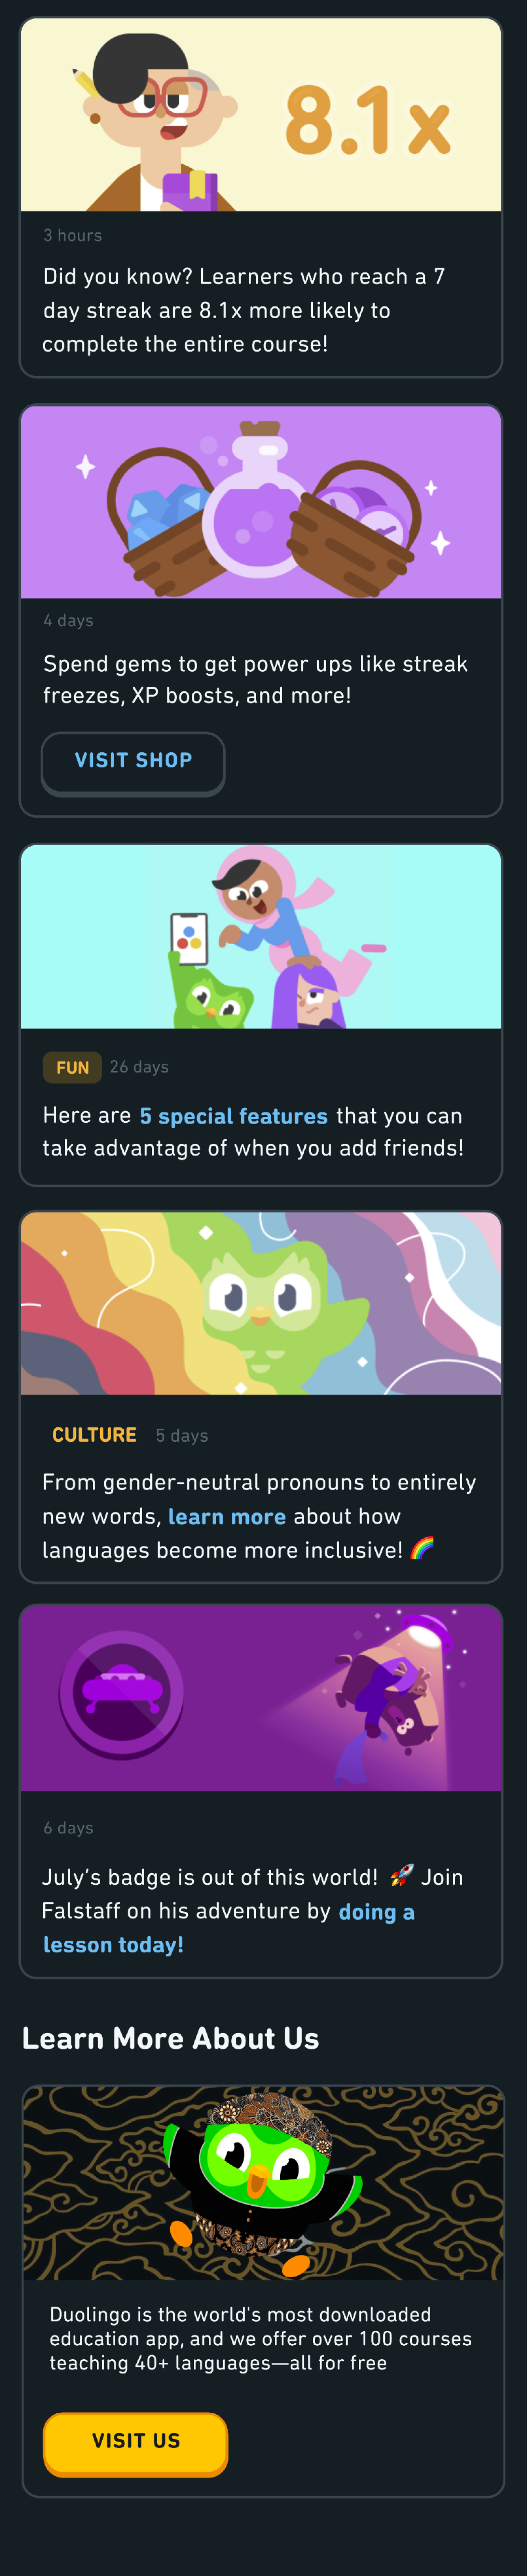 8.1x
3 hours
Did you know? Learners who reach a 7
day streak are 8.1x more likely to
complete the entire course!
4 days
Spend gems to get power ups like streak
freezes, XP boosts, and more!
VISIT SHOP
FUN 26 days
Here are 5 special features that you can
take advantage of when you add friends!
CULTURE 5 days
From gender-neutral pronouns to entirely
new words, learn more about how
languages become more inclusive! 🌈
6 days
July’s badge is out of this world! 🚀 Join
Falstaff on his adventure by doing a
lesson today!
Learn More About Us
Duolingo is the world's most downloaded
education app, and we offer over 100 courses
teaching 40+ languages—all for free
VISIT US